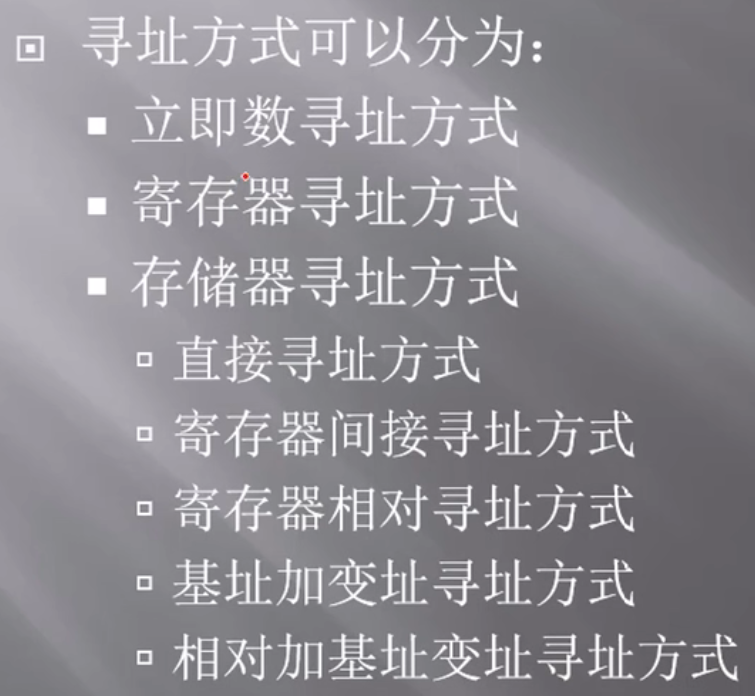 寻址方式可以分为：
立即数寻址方式
寄存器寻址方式
存储器寻址方式
直接寻址方式
寄存器间接寻址方式
寄存器相对寻址方式
基址加变址寻址方式
相对加基址变址寻址方式